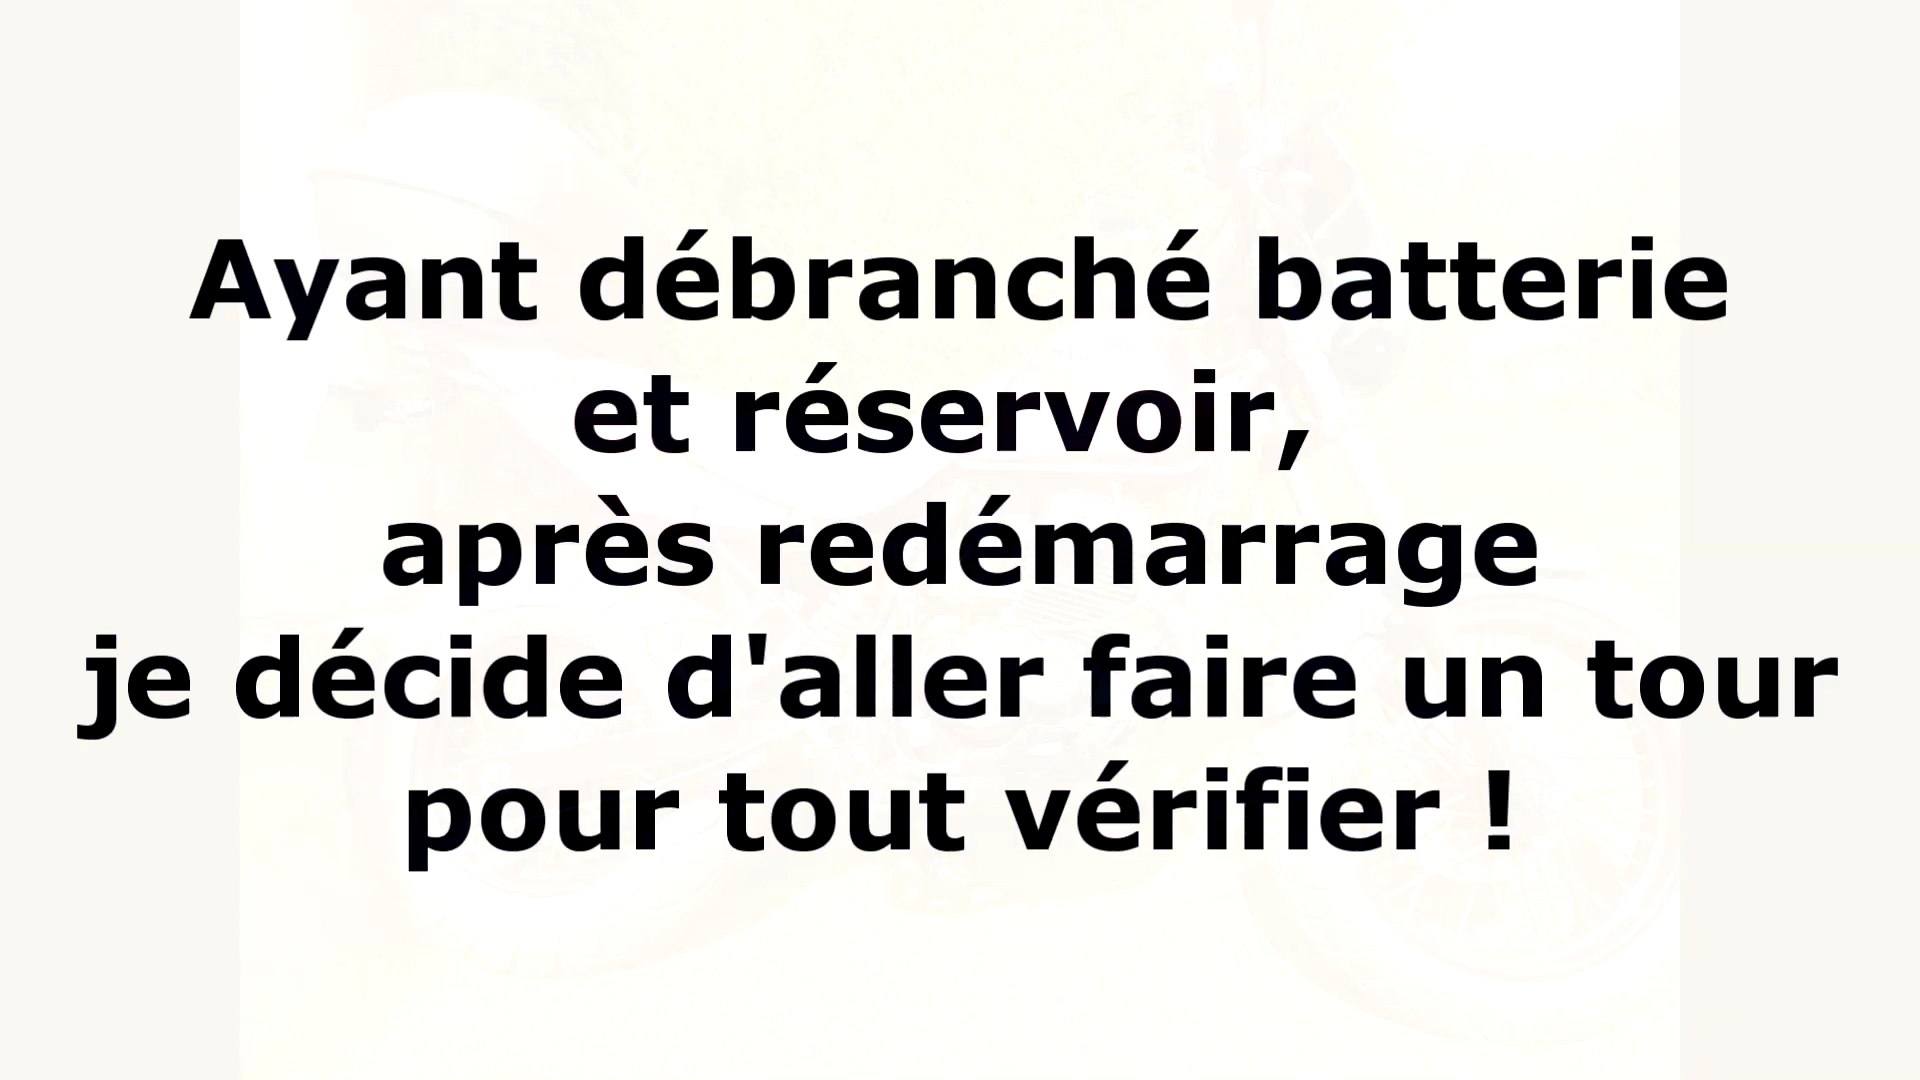 Ayant débranché batterie
et réservoir,
après redémarrage
je décide d'aller faire un tour
pour tout vérifier !